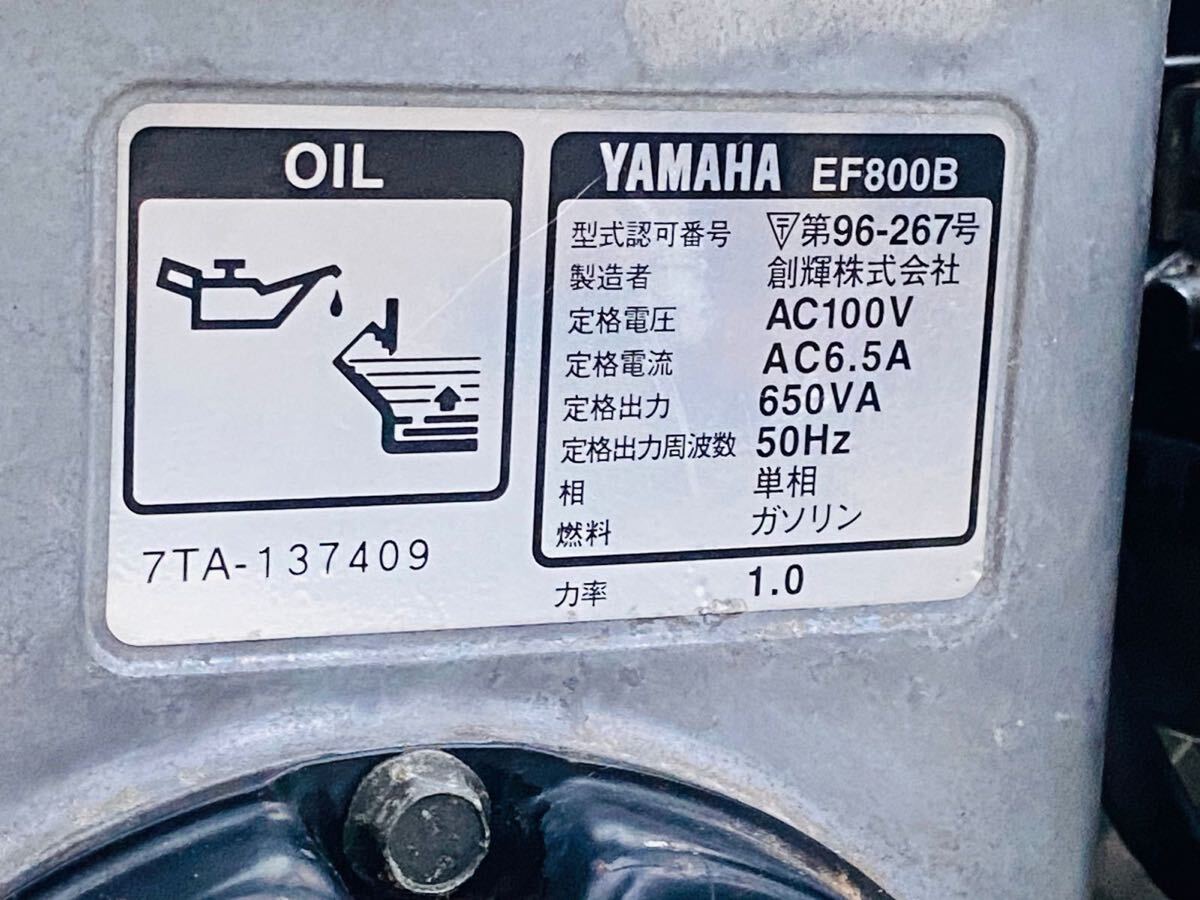 OIL
7TA-137409
YAMAHA EF800B
型式認可番号 〒第96-267号
製造者 創輝株式会社
定格電圧 AC100V
定格電流 AC6.5A
定格出力 650VA
定格出力周波数 50Hz
相 単相
燃料 ガソリン
力率 1.0